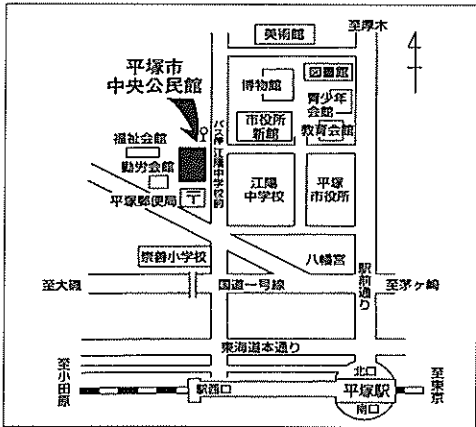 至厚木
美術館
平塚市
中央公民館
図書館
博物館
青少年
会館
市役所
新館
教育会館
福祉会館
勤労会館
バス停 江陽中学校前
平塚郵便局
〒
江陽
中学校
平塚
市役所
崇善小学校
八幡宮
駅前通り
至大磯
国道一号線
至茅ヶ崎
東海道本通り
至小田原
駅西口
北口
平塚駅
南口
至東京